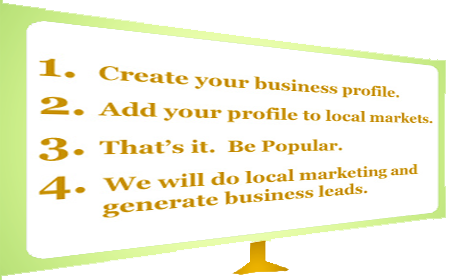 1. Create your business profile.
2. Add your profile to local markets.
3. That's it. Be Popular.
4. We will do local marketing and
generate business leads.